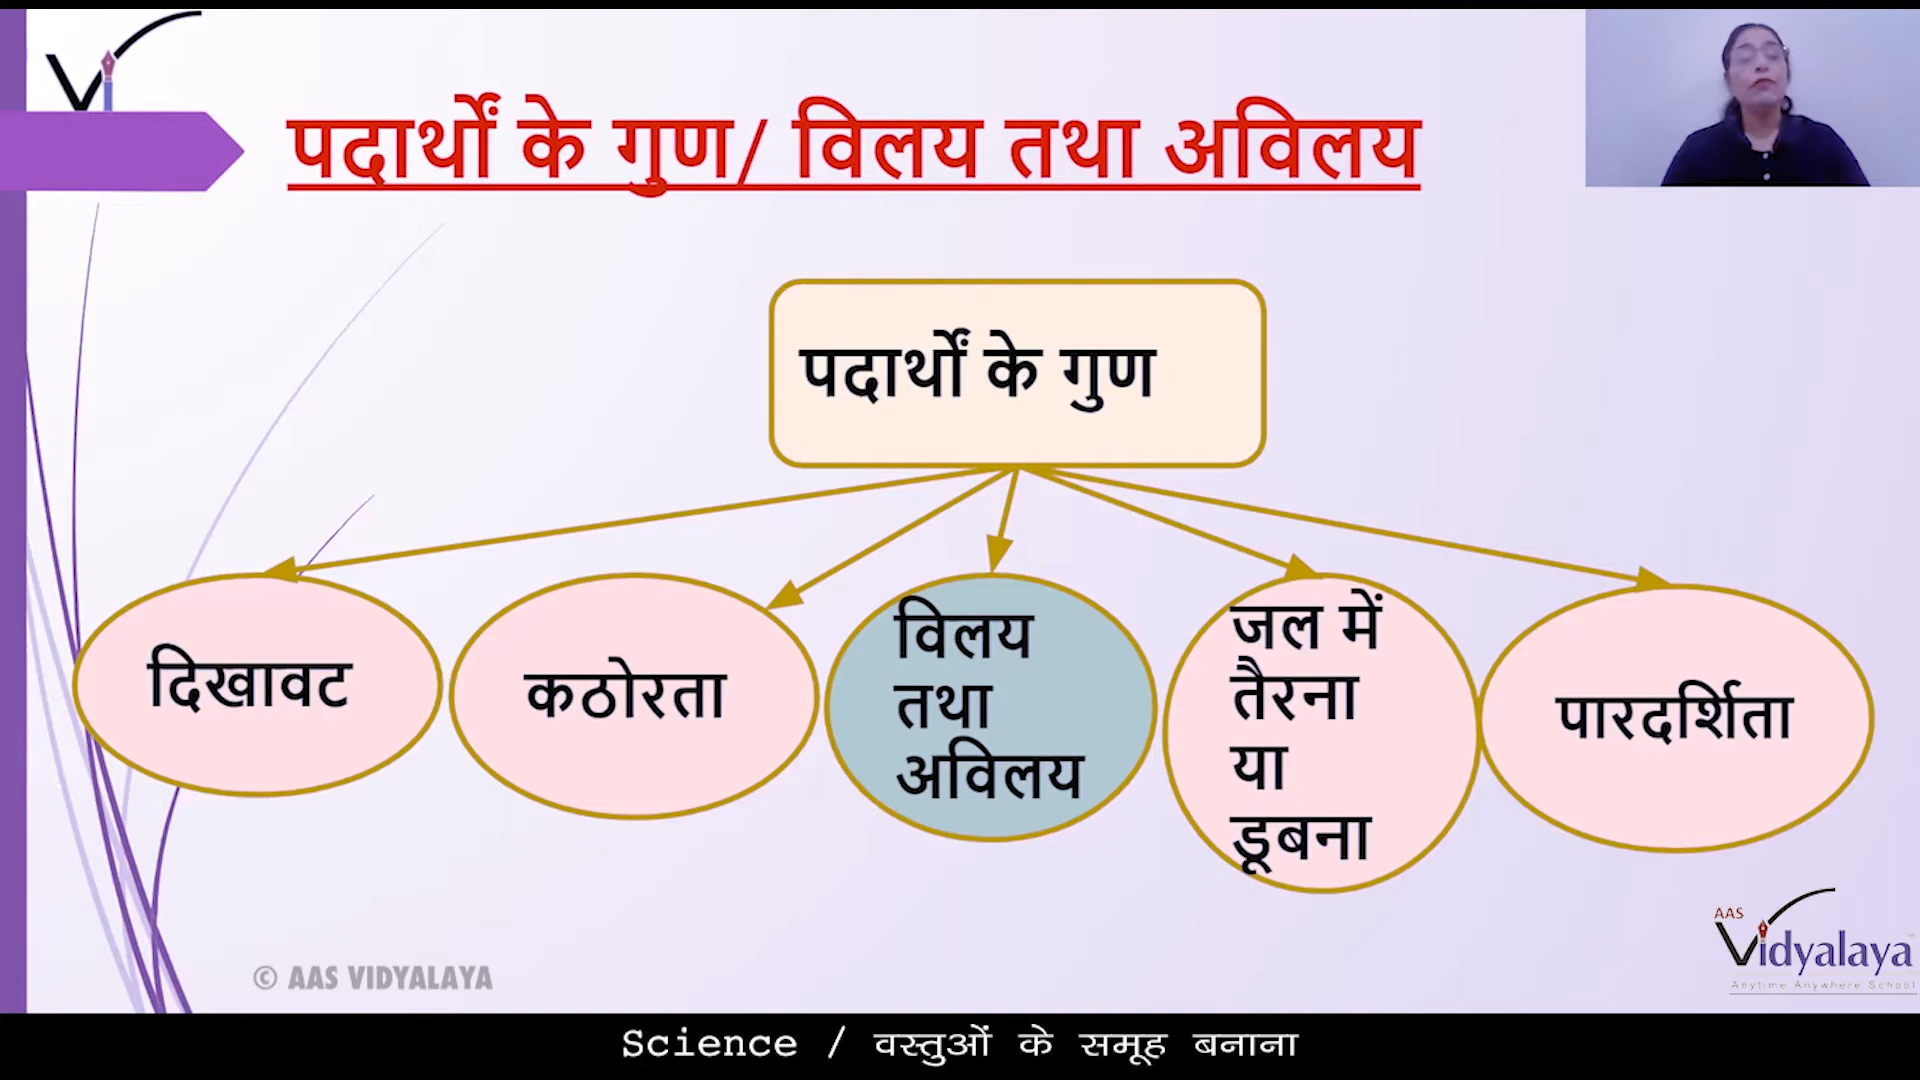 पदार्थों के गुण/ विलय तथा अविलय
पदार्थों के गुण
दिखावट
कठोरता
विलय
तथा
अविलय
जल में
तैरना
या
डूबना
पारदर्शिता
© AAS VIDYALAYA
AAS
Vidyalaya
Anytime Anywhere School
Science / वस्तुओं के समूह बनाना